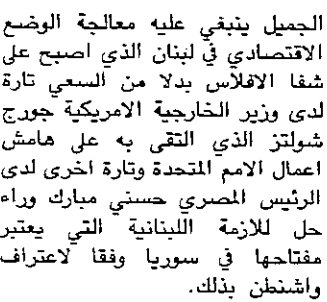 الجميل ينبغي عليه معالجة الوضع
الاقتصادي في لبنان الذي اصبح على
شفا الافلاس بدلا من السعي تارة
لدى وزير الخارجية الامريكية جورج
شولتز الذي التقى به على هامش
اعمال الامم المتحدة وتارة اخرى لدى
الرئيس المصري حسني مبارك وراء
حل للأزمة اللبنانية التي يعتبر
مفتاحها في سوريا وفقا لاعتراف
واشنطن بذلك.